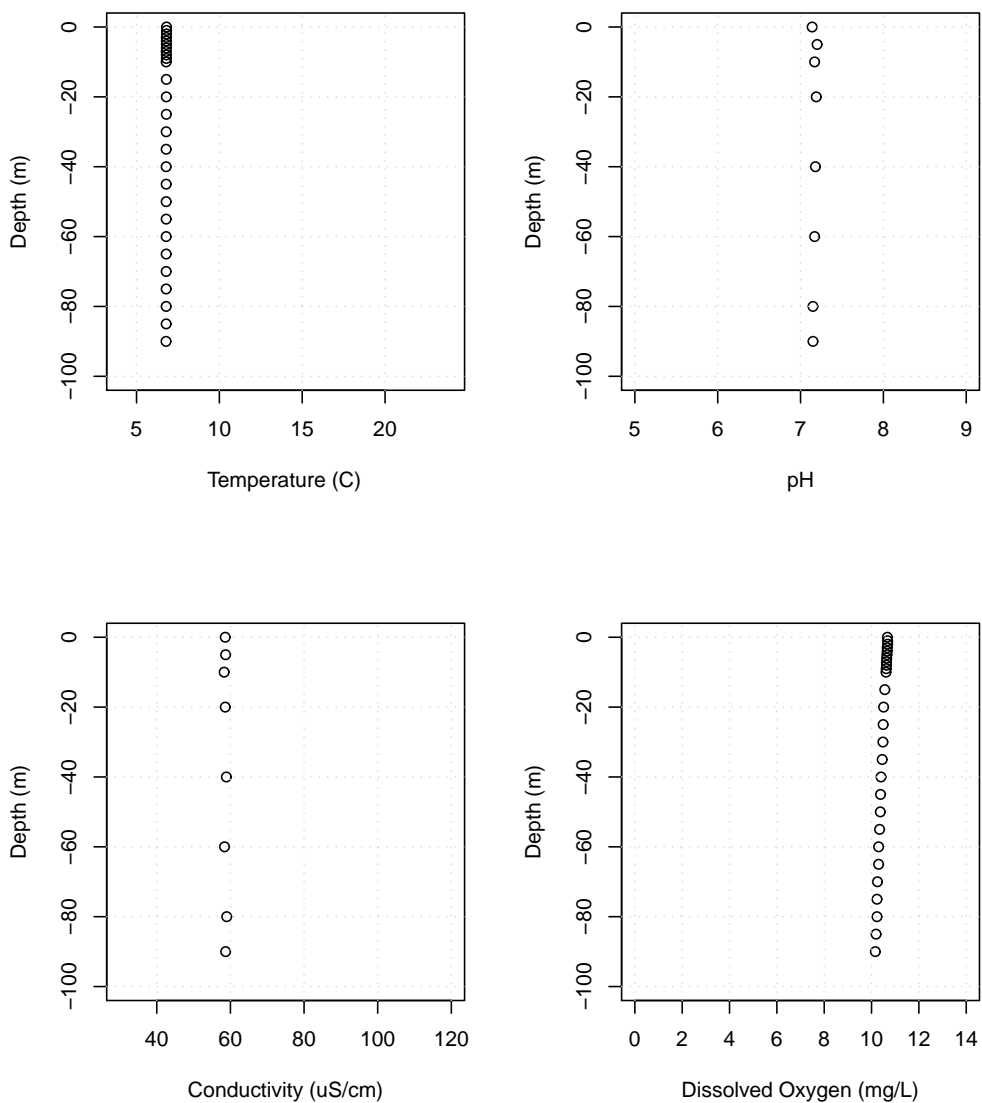 0
−20
−40
−60
−80
−100
Depth (m)
5 10 15 20
Temperature (C)
0
−20
−40
−60
−80
−100
Depth (m)
5 6 7 8 9
pH
0
−20
−40
−60
−80
−100
Depth (m)
40 60 80 100 120
Conductivity (uS/cm)
0
−20
−40
−60
−80
−100
Depth (m)
0 2 4 6 8 10 12 14
Dissolved Oxygen (mg/L)